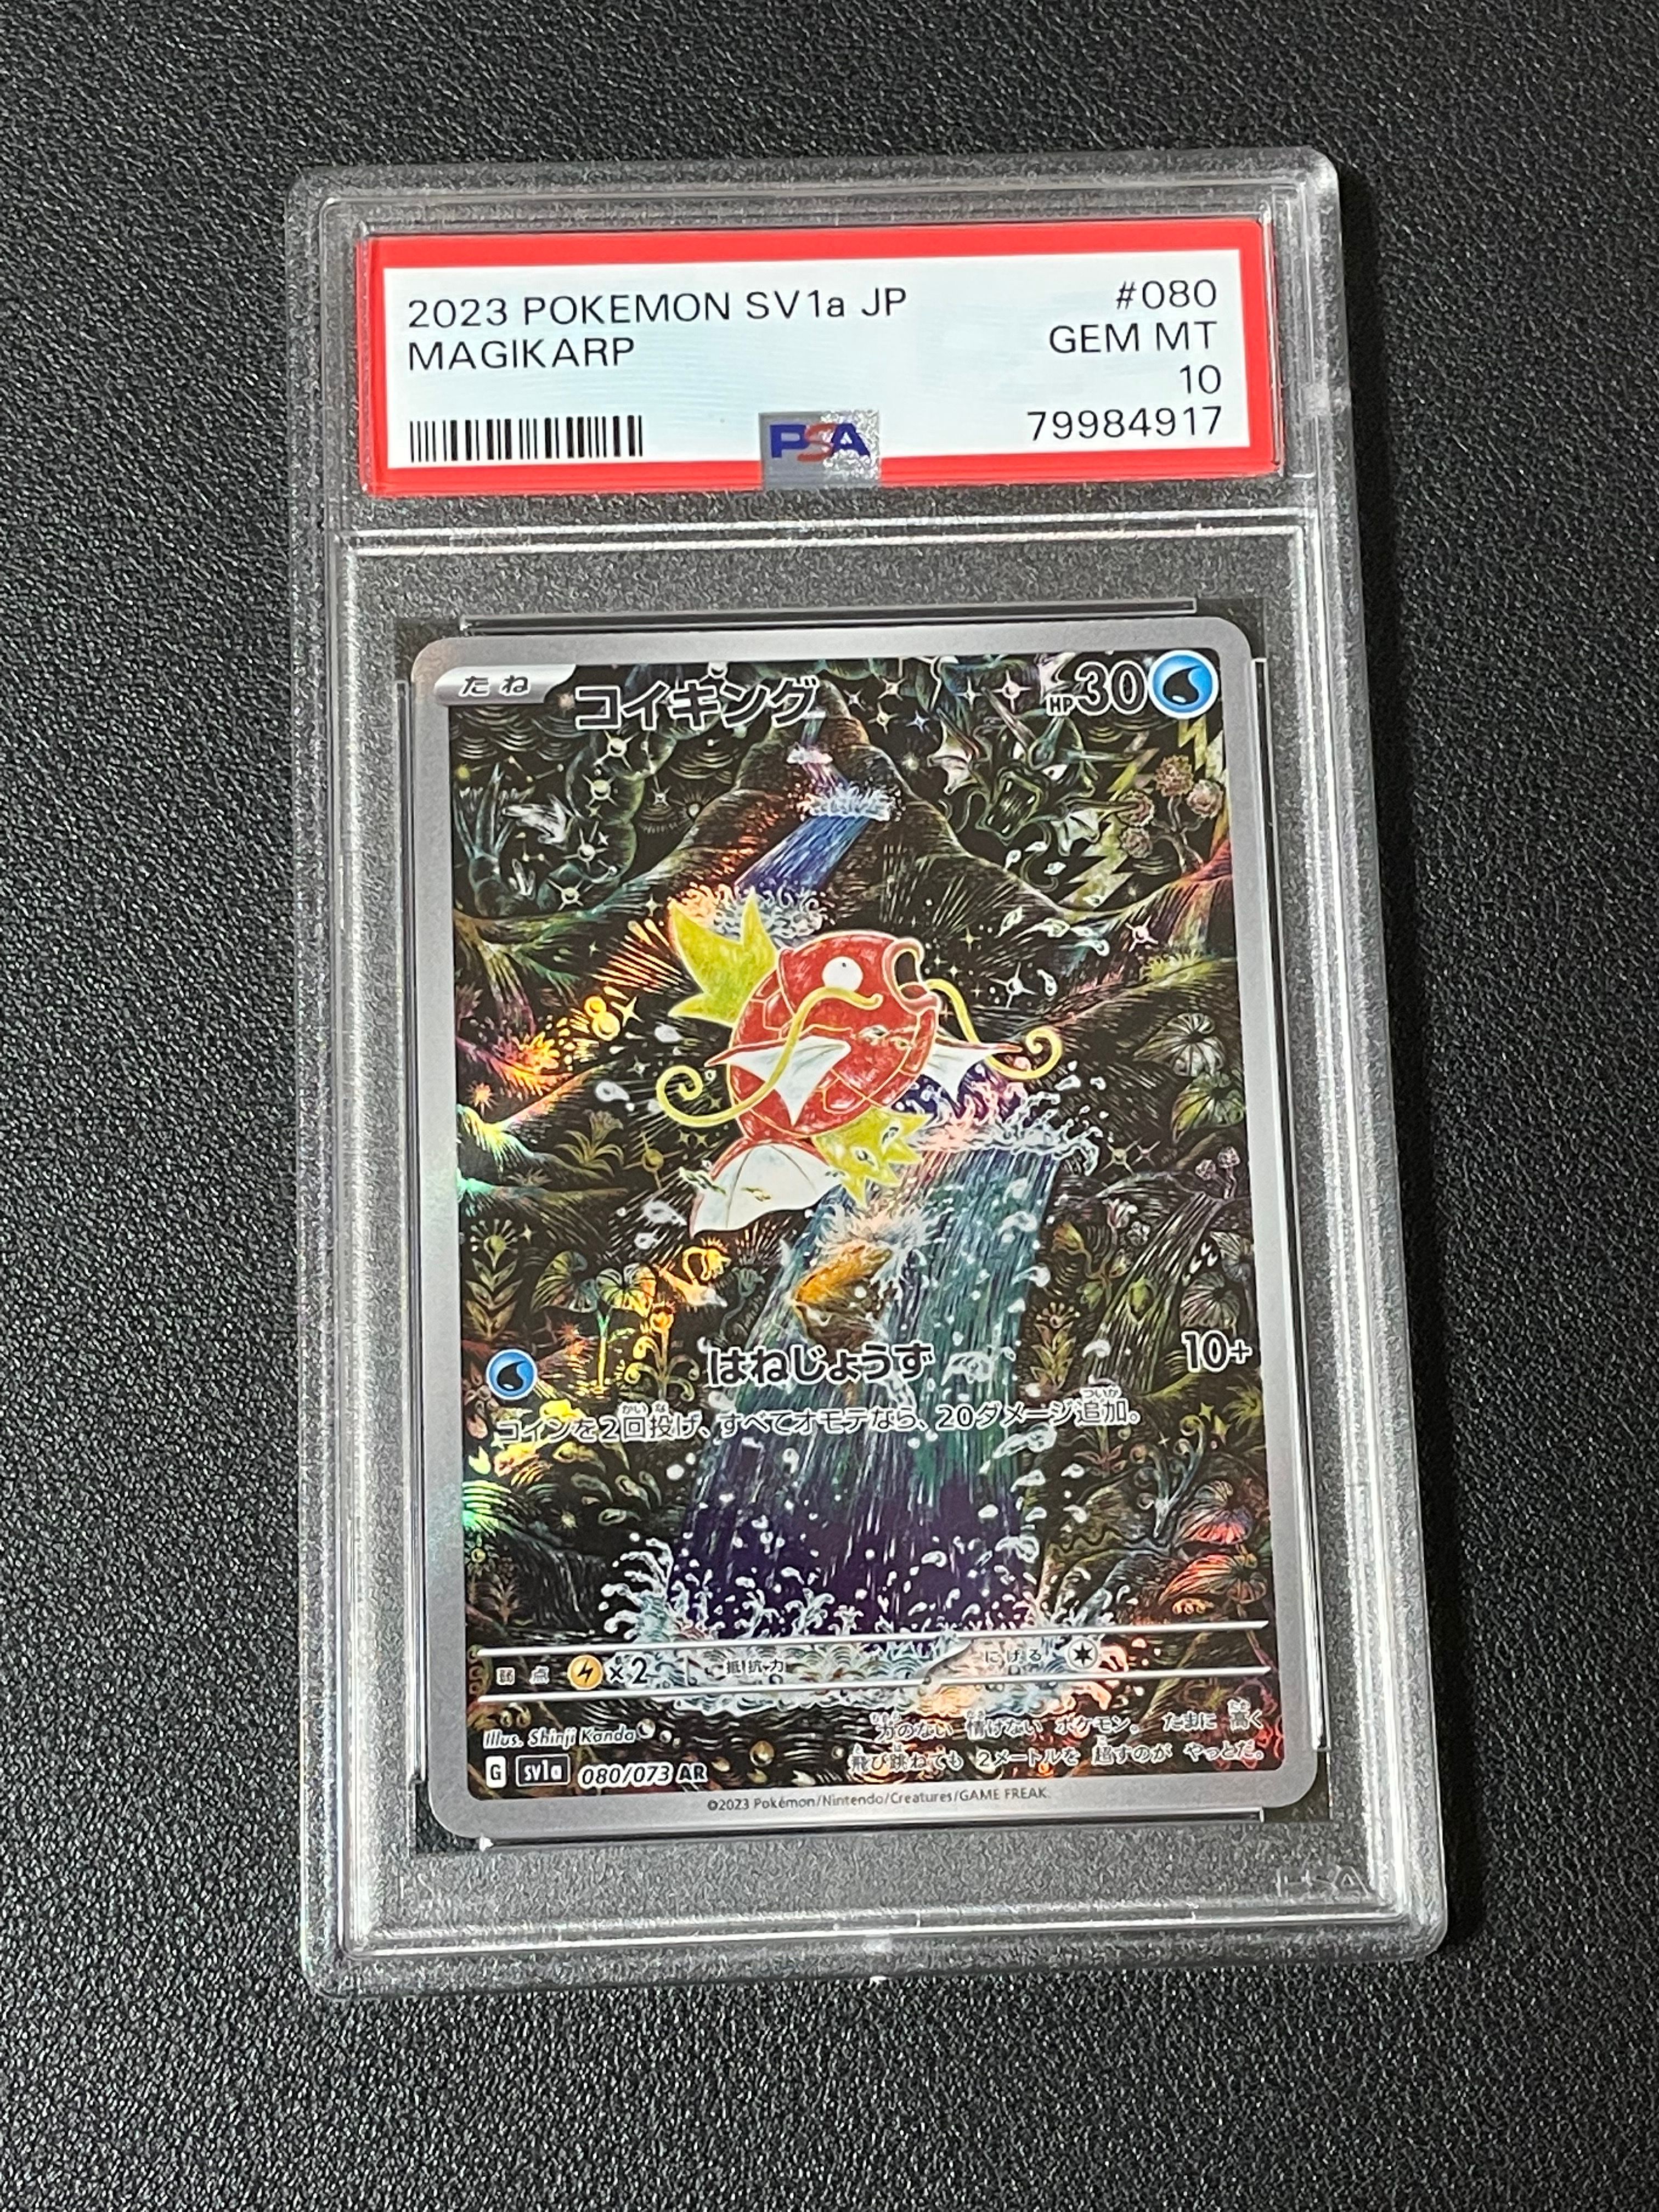 2023 POKEMON SV1a JP #080
MAGIKARP GEM MT
10
PSA 79984917
たね コイキング HP30
はねじょうず 10+
コインを2回投げ、すべてオモテなら、20ダメージ追加。
弱点 ×2 抵抗力 にげる
Illus. Shinji Kanda
力のない 情けない ポケモン。 たまに 高く
飛び跳ねても 2メートルを 超すのが やっとだ。
G sv1a 080/073 AR
©2023 Pokémon/Nintendo/Creatures/GAME FREAK.
PSA